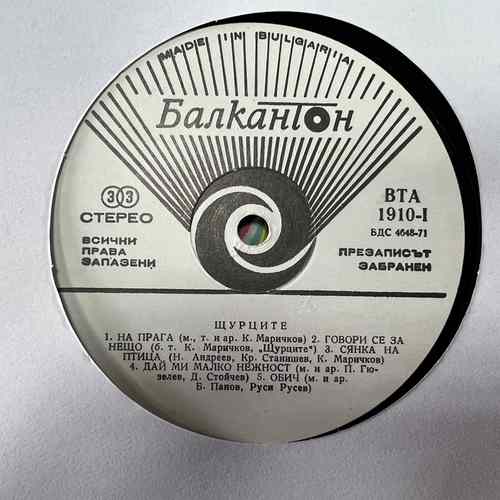 MADE IN BULGARIA
Балкантон
33
СТЕРЕО
ВСИЧКИ
ПРАВА
ЗАПАЗЕНИ
ВТА
1910-I
БДС 4648-71
ПРЕЗАПИСЪТ
ЗАБРАНЕН
ЩУРЦИТЕ
1. НА ПРАГА (м., т. и ар. К. Маричков) 2. ГОВОРИ СЕ ЗА
НЕЩО (б. т. К. Маричков, „Щурците“) 3. СЯНКА НА
ПТИЦА (Н. Андреев, Кр. Станишев, К. Маричков)
4. ДАЙ МИ МАЛКО НЕЖНОСТ (м. и ар. П. Гю-
зелев, Д. Стойчев) 5. ОБИЧ (м. и ар.
Б. Панов, Руси Русев)